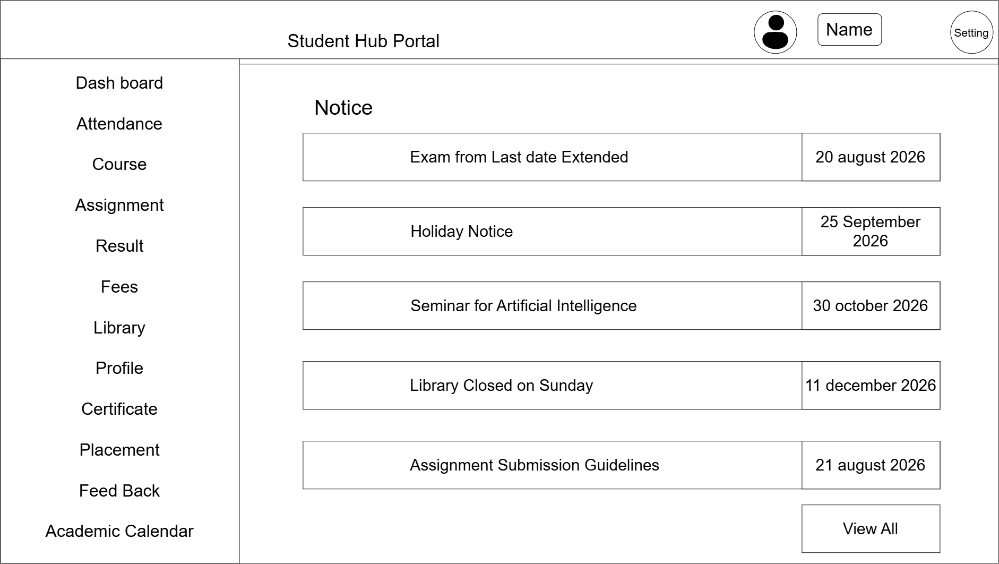 Student Hub Portal
Name
Setting
Dash board
Attendance
Course
Assignment
Result
Fees
Library
Profile
Certificate
Placement
Feed Back
Academic Calendar
Notice
Exam from Last date Extended
20 august 2026
Holiday Notice
25 September
2026
Seminar for Artificial Intelligence
30 october 2026
Library Closed on Sunday
11 december 2026
Assignment Submission Guidelines
21 august 2026
View All